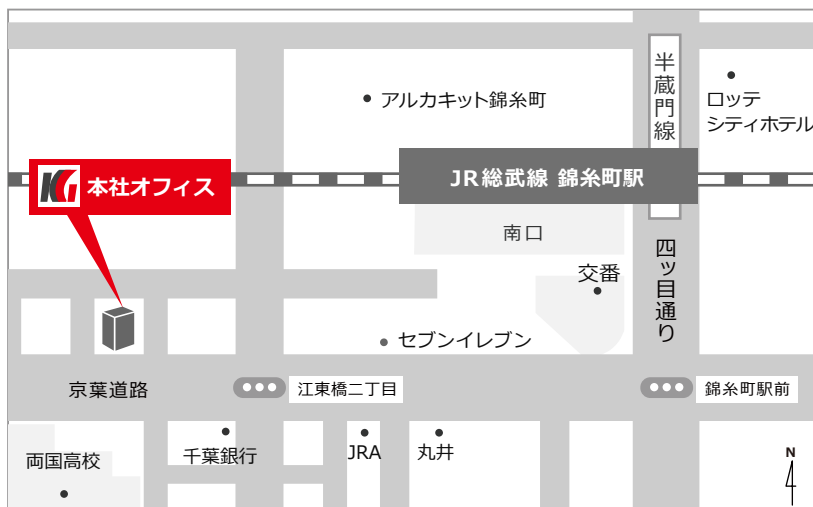 半蔵門線
ロッテ
シティホテル
アルカキット錦糸町
KG 本社オフィス
JR総武線 錦糸町駅
南口
四ッ目通り
交番
セブンイレブン
京葉道路
江東橋二丁目
錦糸町駅前
千葉銀行
JRA
丸井
両国高校
N